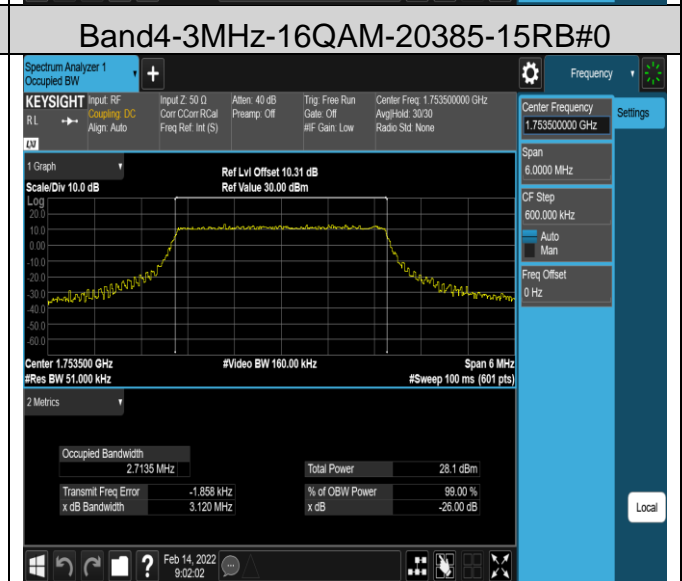 Band4-3MHz-16QAM-20385-15RB#0
Spectrum Analyzer 1
Occupied BW
+
Frequency
KEYSIGHT
RL
Input: RF
Coupling: DC
Align: Auto
Input Z: 50 Ω
Corr CCorr RCal
Freq Ref: Int (S)
Atten: 40 dB
Preamp: Off
Trig: Free Run
Gate: Off
#IF Gain: Low
Center Freq: 1.753500000 GHz
Avg|Hold: 30/30
Radio Std: None
Center Frequency
1.753500000 GHz
Settings
Span
6.0000 MHz
CF Step
600.000 kHz
Auto
Man
Freq Offset
0 Hz
1 Graph
Scale/Div 10.0 dB
Ref Lvl Offset 10.31 dB
Ref Value 30.00 dBm
Log
20.0
10.0
0.00
-10.0
-20.0
-30.0
-40.0
-50.0
-60.0
Center 1.753500 GHz
#Res BW 51.000 kHz
#Video BW 160.00 kHz
Span 6 MHz
#Sweep 100 ms (601 pts)
2 Metrics
Occupied Bandwidth
2.7135 MHz
Total Power 28.1 dBm
Transmit Freq Error -1.858 kHz
% of OBW Power 99.00 %
x dB Bandwidth 3.120 MHz
x dB -26.00 dB
Local
?
Feb 14, 2022
9:02:02